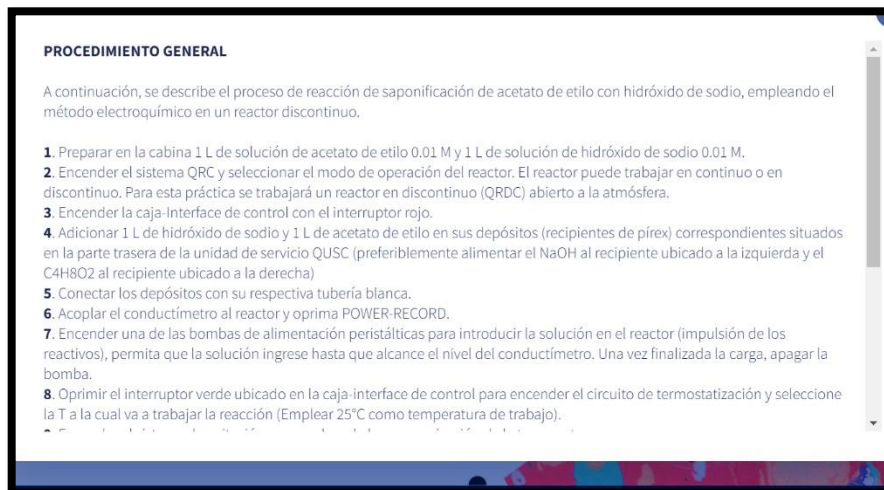 PROCEDIMIENTO GENERAL
A continuación, se describe el proceso de reacción de saponificación de acetato de etilo con hidróxido de sodio, empleando el
método electroquímico en un reactor discontinuo.
1. Preparar en la cabina 1 L de solución de acetato de etilo 0.01 M y 1 L de solución de hidróxido de sodio 0.01 M.
2. Encender el sistema QRC y seleccionar el modo de operación del reactor. El reactor puede trabajar en continuo o en
discontinuo. Para esta práctica se trabajará un reactor en discontinuo (QRDC) abierto a la atmósfera.
3. Encender la caja-Interface de control con el interruptor rojo.
4. Adicionar 1 L de hidróxido de sodio y 1 L de acetato de etilo en sus depósitos (recipientes de pírex) correspondientes situados
en la parte trasera de la unidad de servicio QUSC (preferiblemente alimentar el NaOH al recipiente ubicado a la izquierda y el
C4H8O2 al recipiente ubicado a la derecha)
5. Conectar los depósitos con su respectiva tubería blanca.
6. Acoplar el conductímetro al reactor y oprima POWER-RECORD.
7. Encender una de las bombas de alimentación peristálticas para introducir la solución en el reactor (impulsión de los
reactivos), permita que la solución ingrese hasta que alcance el nivel del conductímetro. Una vez finalizada la carga, apagar la
bomba.
8. Oprimir el interruptor verde ubicado en la caja-interface de control para encender el circuito de termostatización y seleccione
la T a la cual va a trabajar la reacción (Emplear 25°C como temperatura de trabajo).